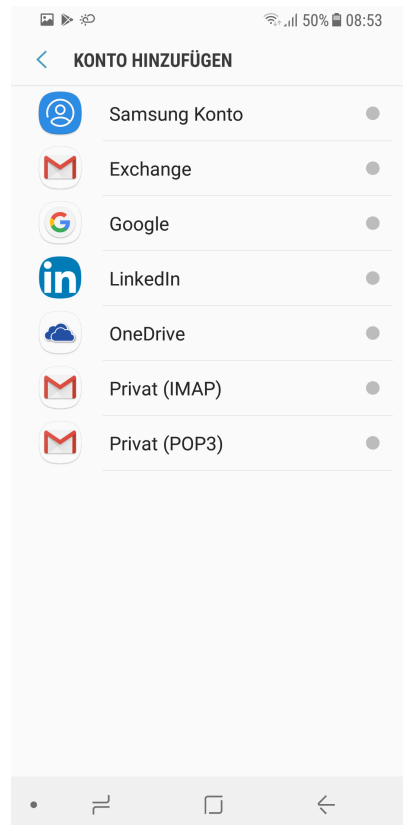 50% 08:53
KONTO HINZUFÜGEN
Samsung Konto
Exchange
Google
LinkedIn
OneDrive
Privat (IMAP)
Privat (POP3)